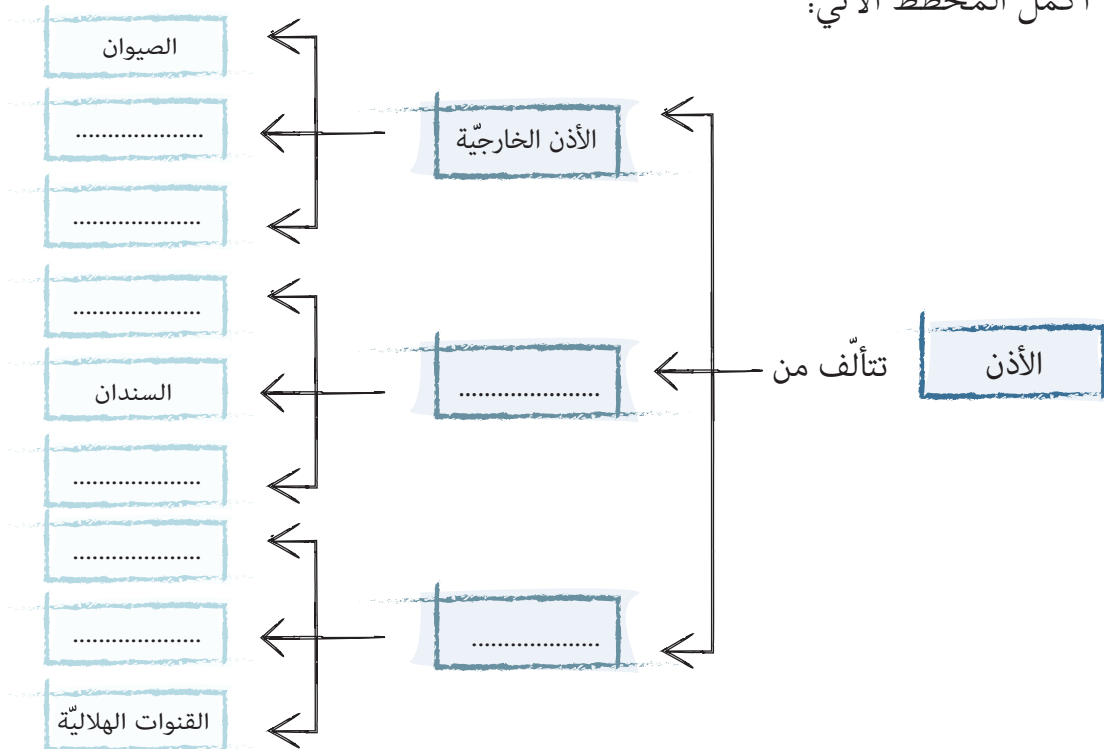 أكمل المخطط الآتي:
الأذن
تتألّف من
الأذن الخارجيّة
الصيوان
....................
....................
......................
....................
السندان
....................
....................
....................
....................
القنوات الهلاليّة